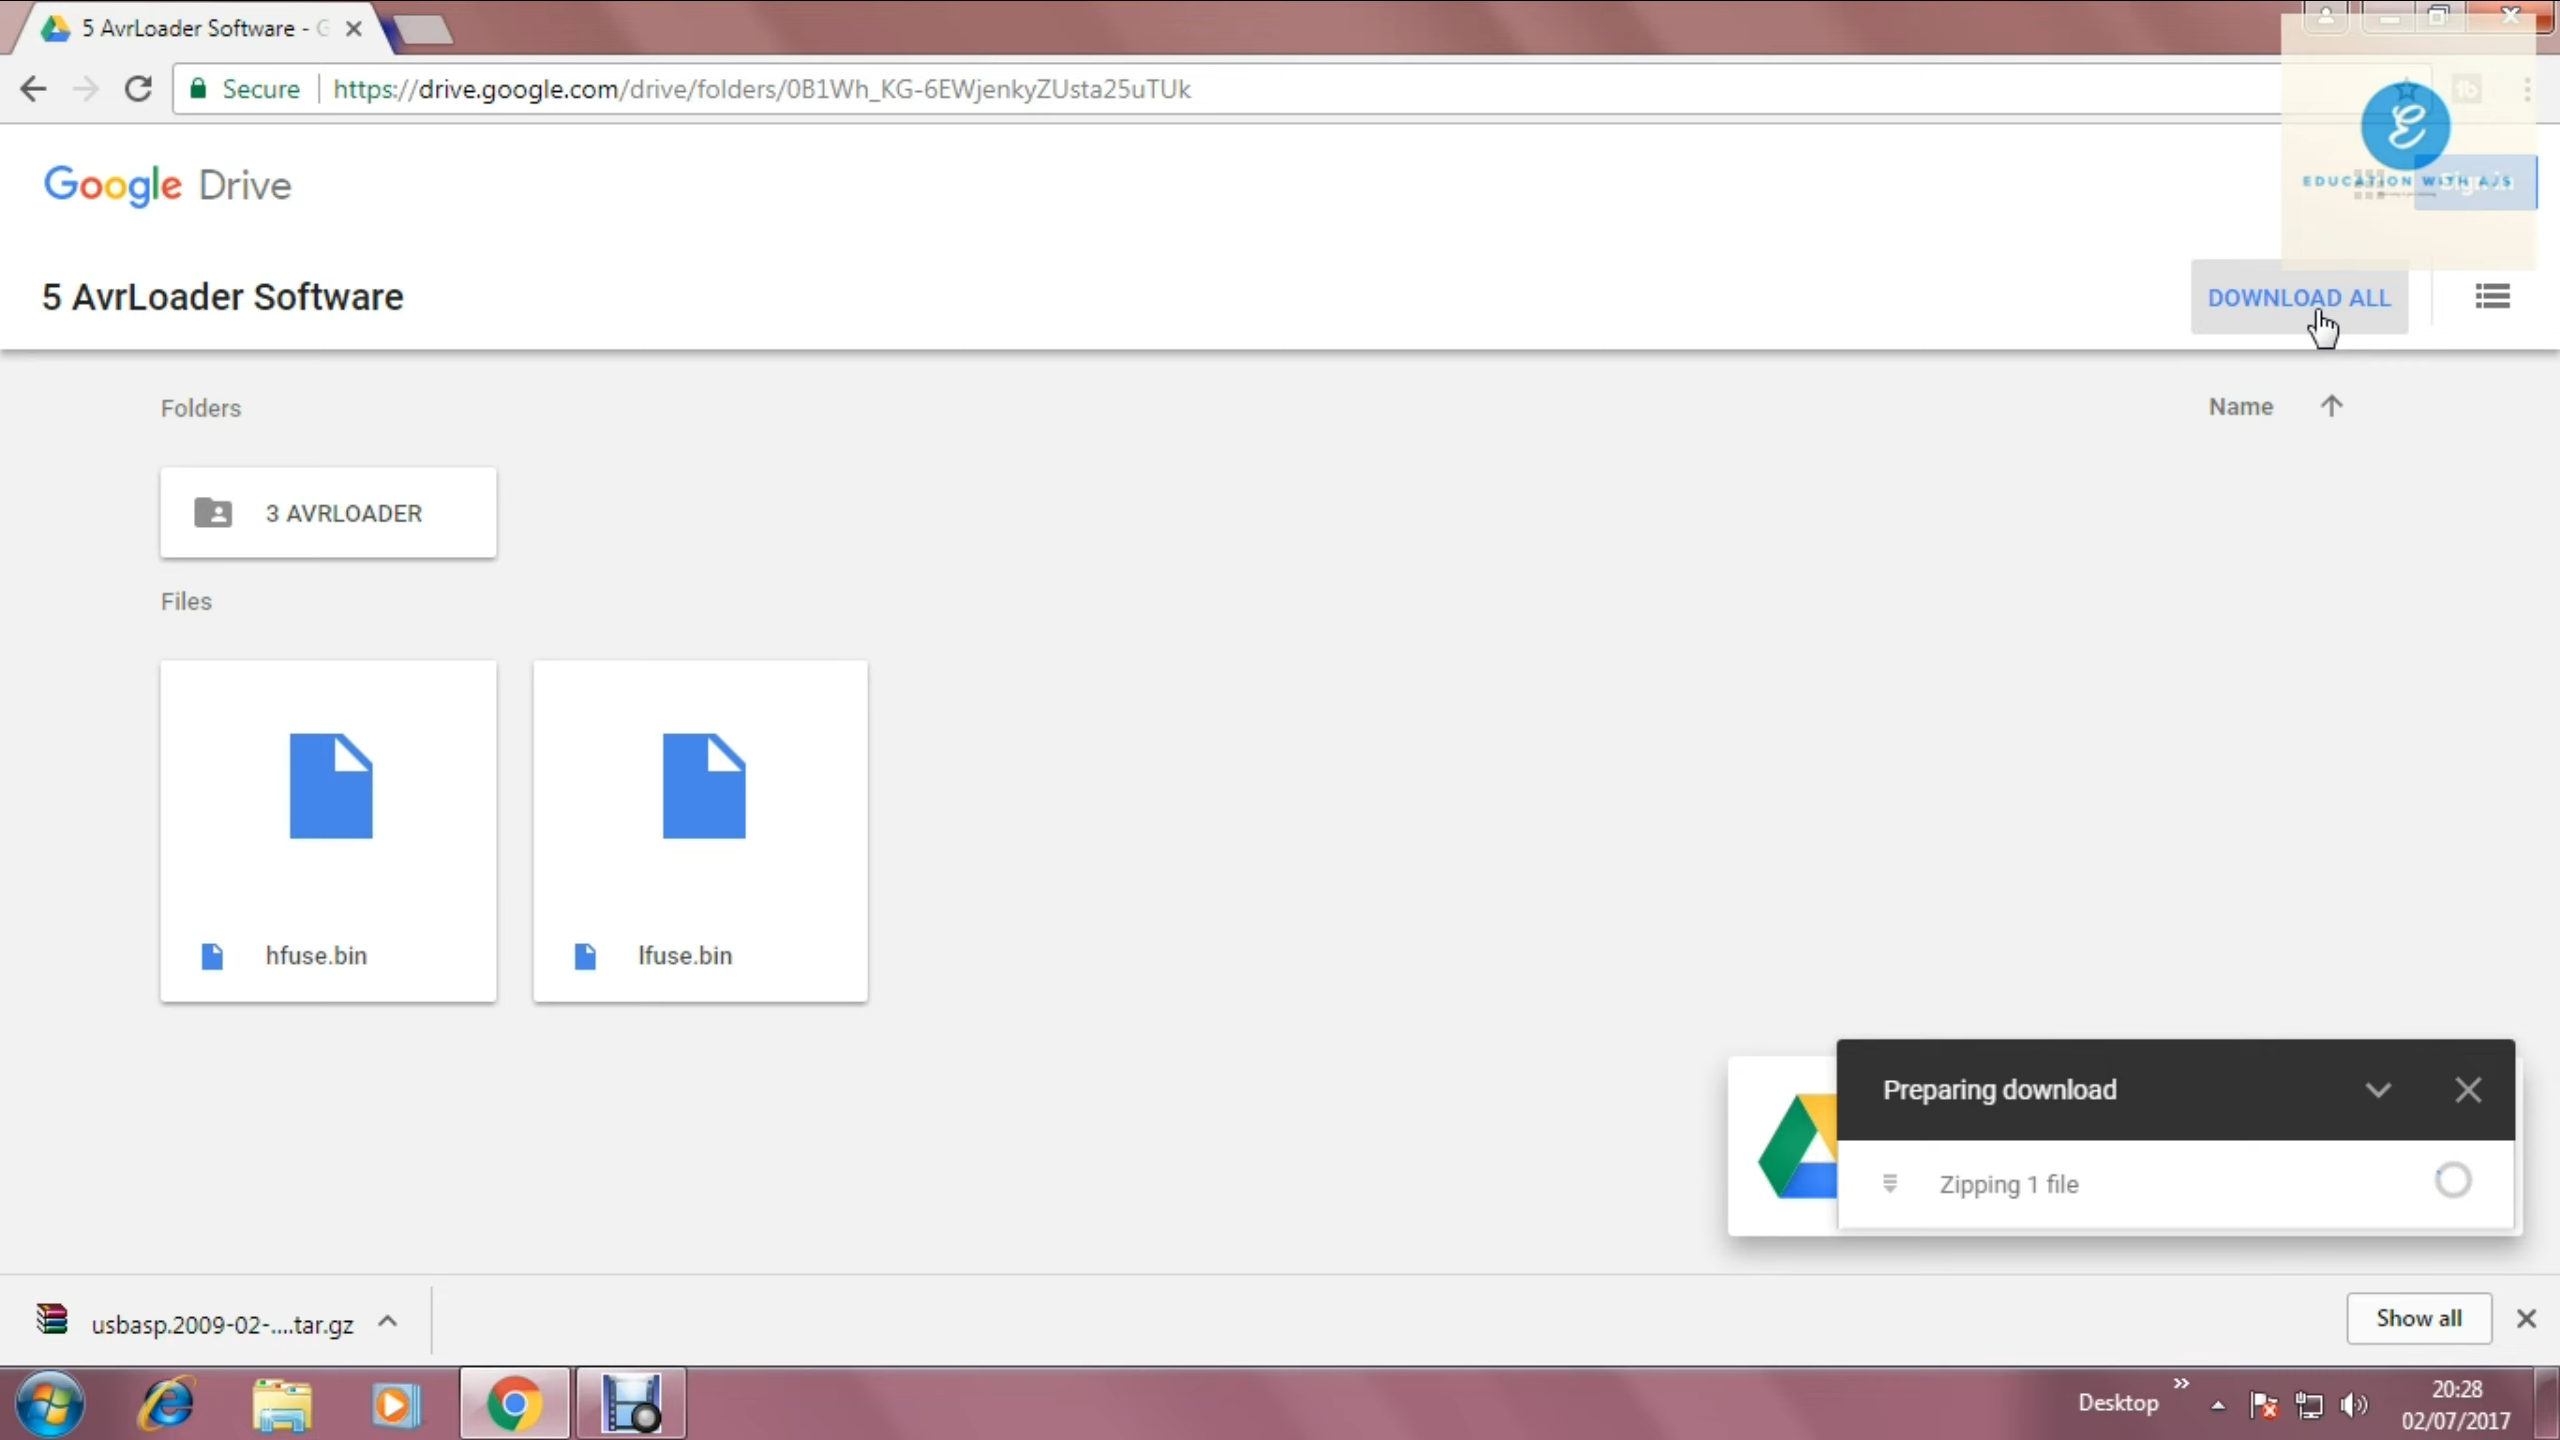 5 AvrLoader Software - G
Secure
https://drive.google.com/drive/folders/0B1Wh_KG-6EWjenkyZUsta25uTUk
Google Drive
Sign in
EDUCATION WITH AJS
5 AvrLoader Software
DOWNLOAD ALL
Folders
Name
3 AVRLOADER
Files
hfuse.bin
lfuse.bin
Preparing download
Zipping 1 file
usbasp.2009-02-....tar.gz
Show all
Desktop
20:28
02/07/2017